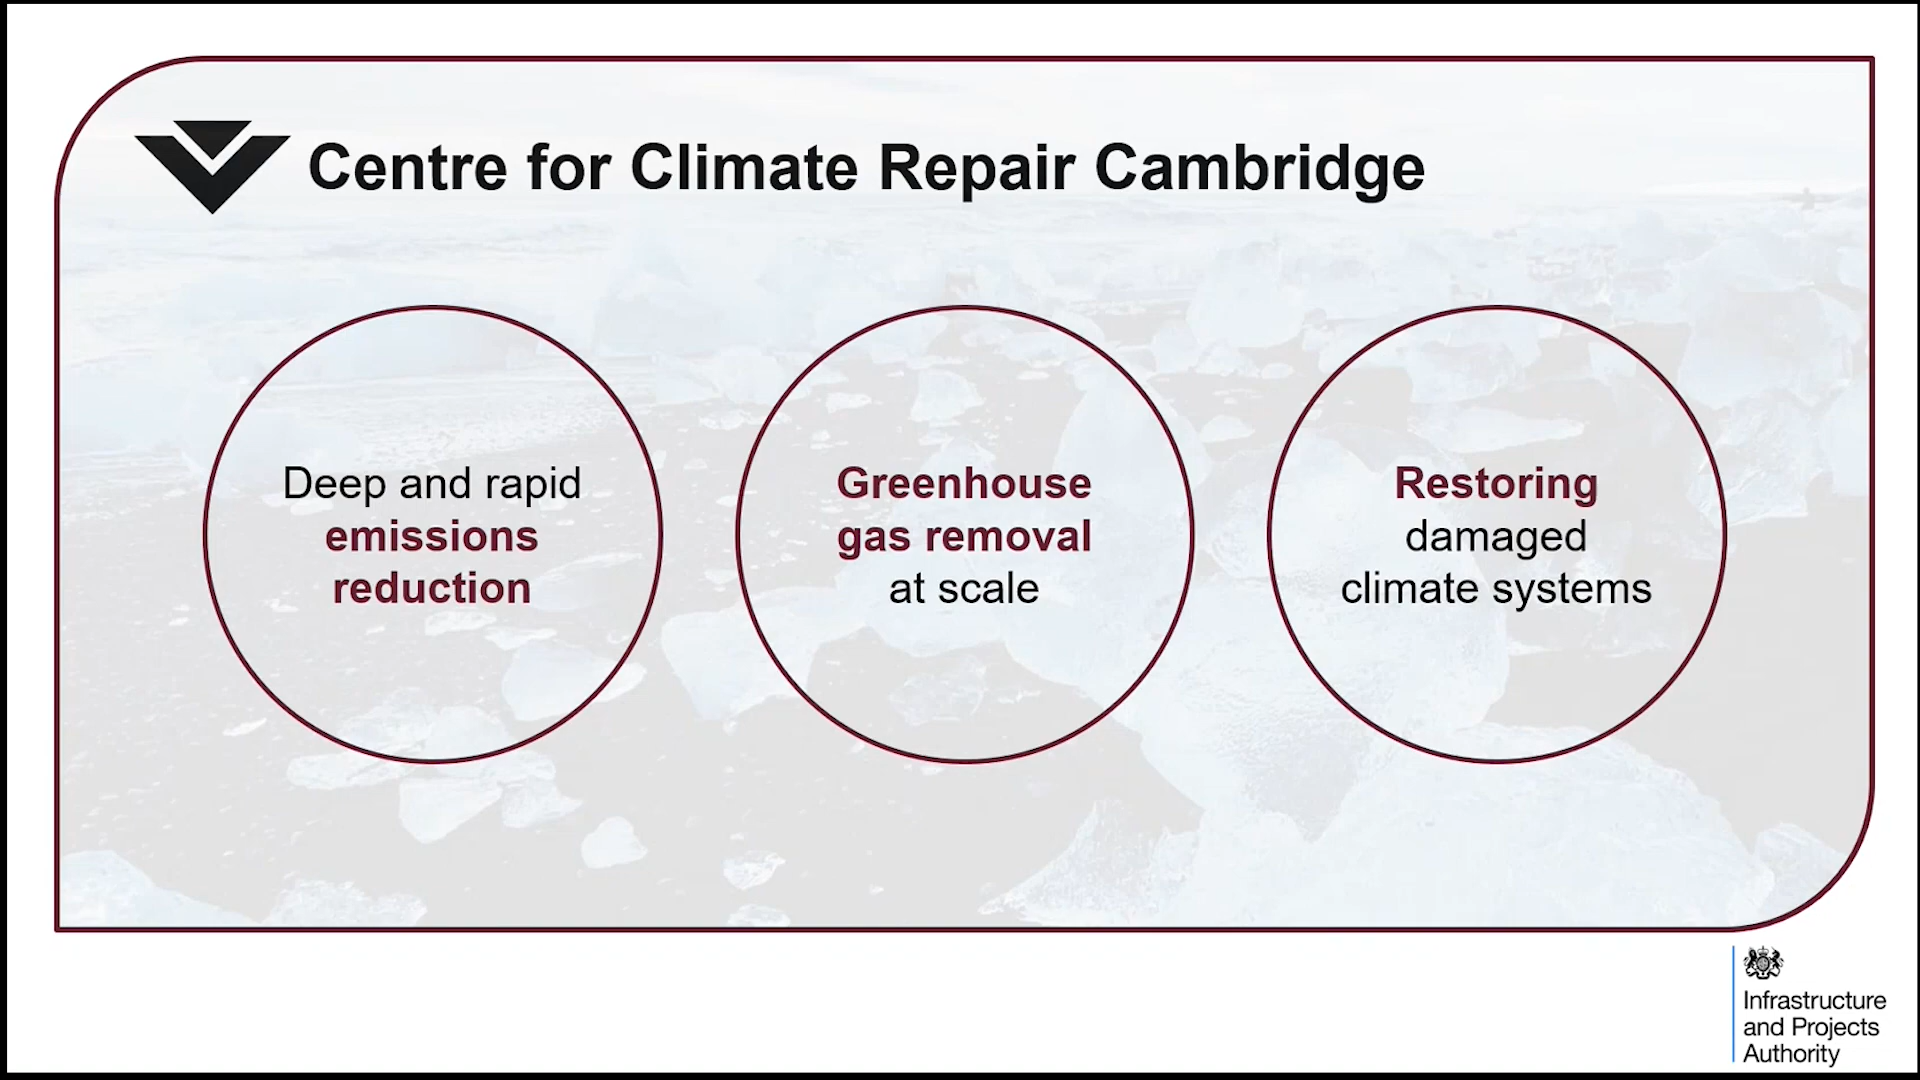 Centre for Climate Repair Cambridge
Deep and rapid
emissions
reduction
Greenhouse
gas removal
at scale
Restoring
damaged
climate systems
Infrastructure
and Projects
Authority